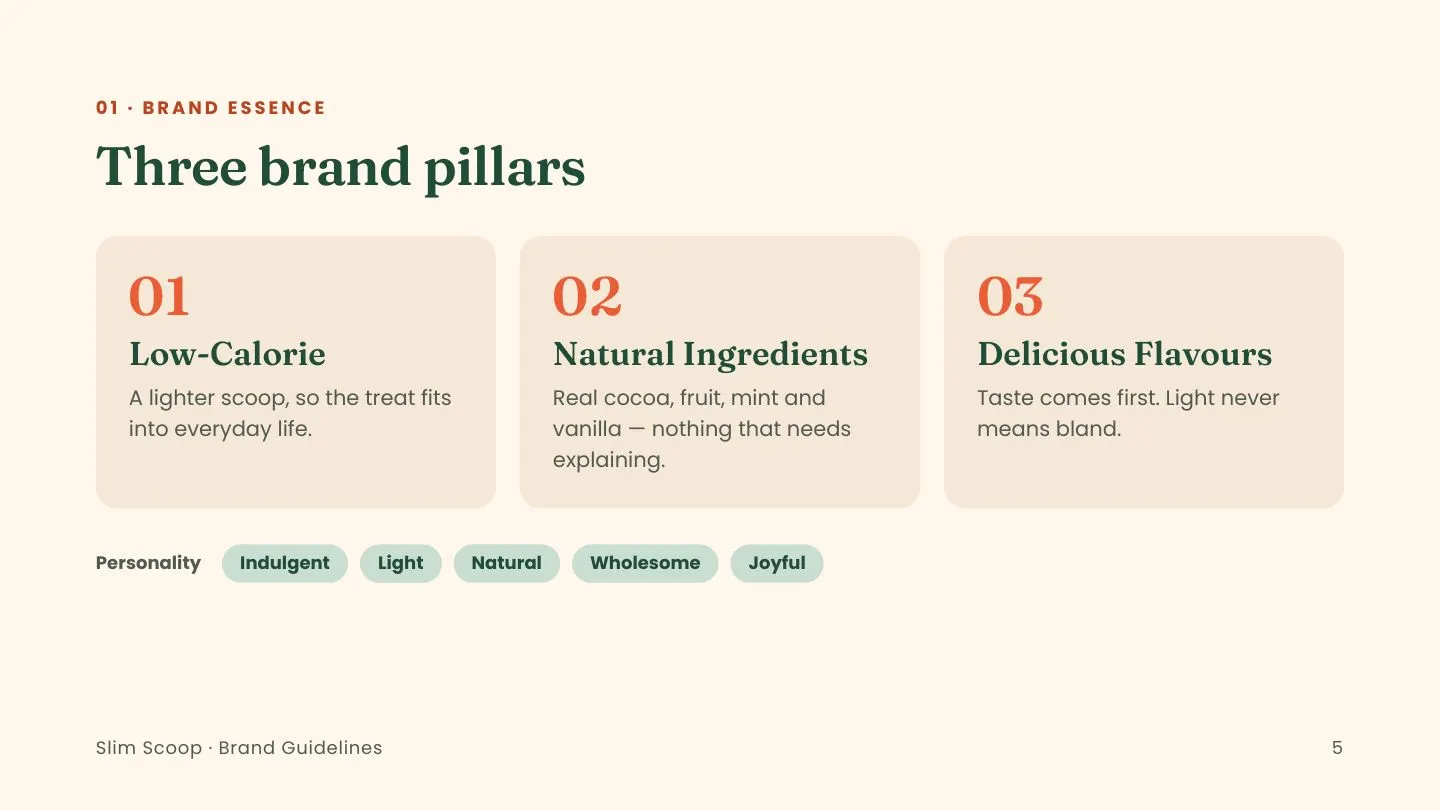 01 · BRAND ESSENCE
Three brand pillars
01
Low-Calorie
A lighter scoop, so the treat fits
into everyday life.
02
Natural Ingredients
Real cocoa, fruit, mint and
vanilla — nothing that needs
explaining.
03
Delicious Flavours
Taste comes first. Light never
means bland.
Personality Indulgent Light Natural Wholesome Joyful
Slim Scoop · Brand Guidelines 5